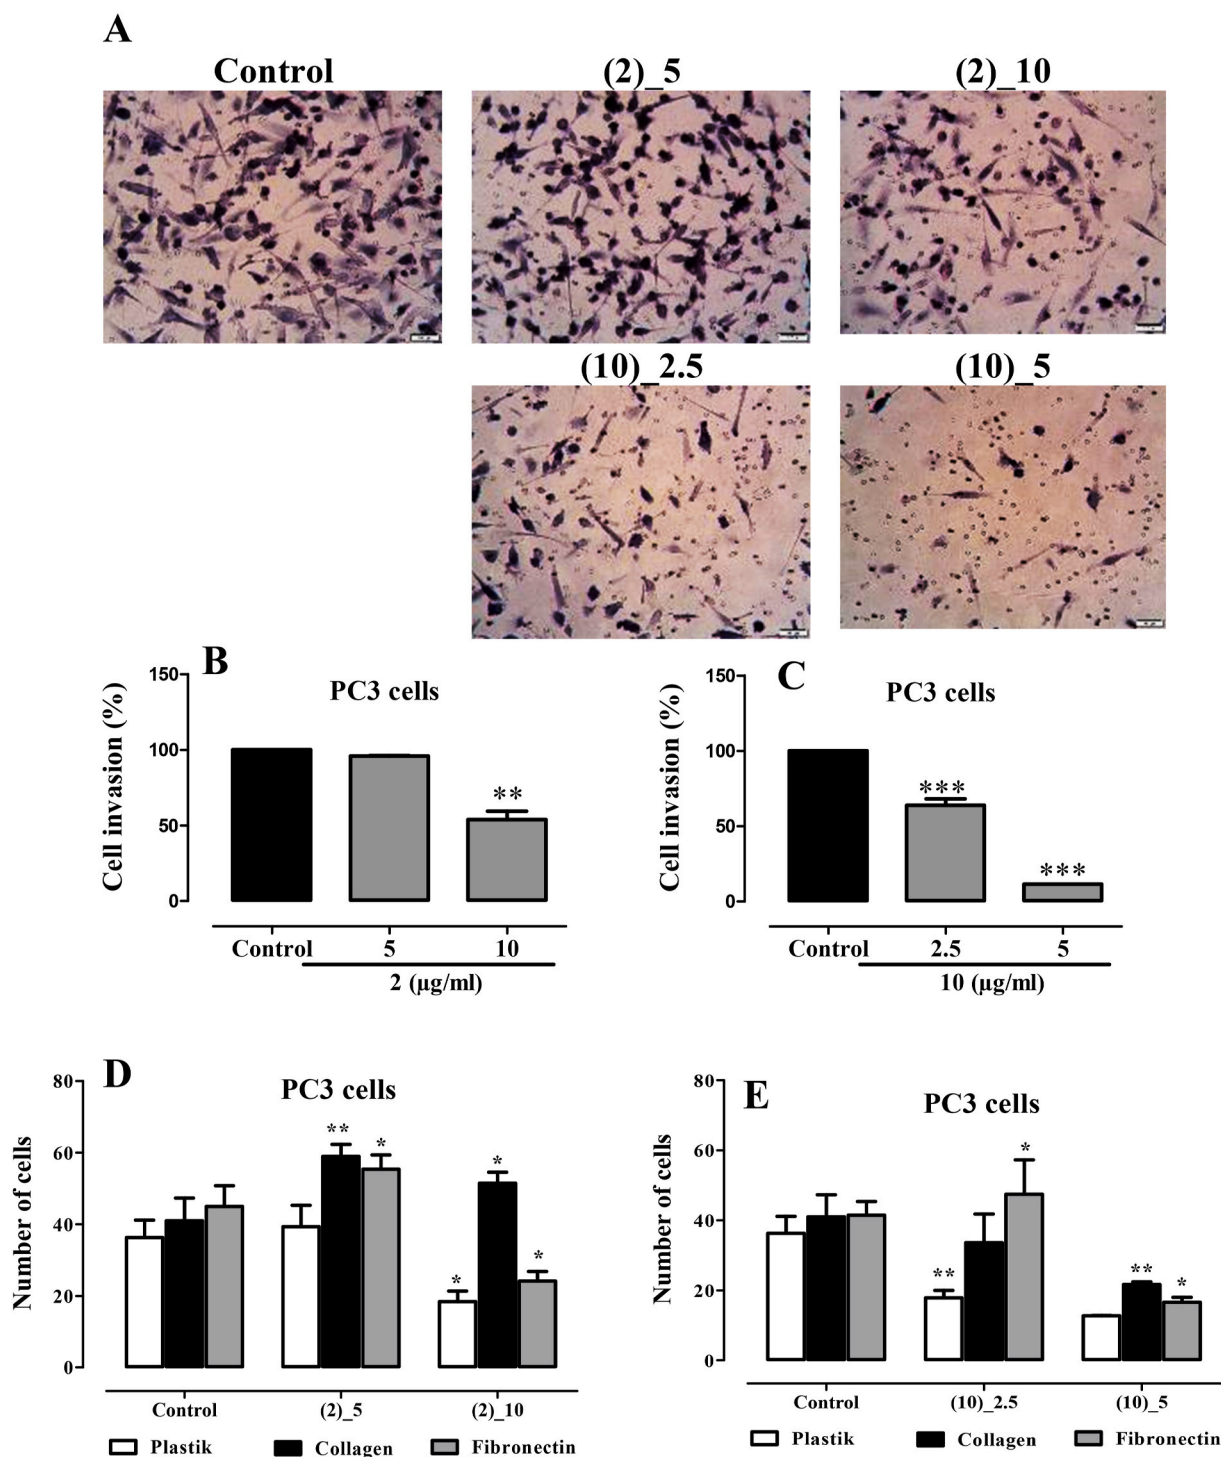 A
Control
(2)_5
(2)_10
(10)_2.5
(10)_5
B
PC3 cells
Cell invasion (%)
150
100
50
0
**
Control
5
10
2 (µg/ml)
C
PC3 cells
Cell invasion (%)
150
100
50
0
***
***
Control
2.5
5
10 (µg/ml)
D
PC3 cells
Number of cells
80
60
40
20
0
**
*
*
*
*
Control
(2)_5
(2)_10
Plastik
Collagen
Fibronectin
E
PC3 cells
Number of cells
80
60
40
20
0
**
*
**
*
Control
(10)_2.5
(10)_5
Plastik
Collagen
Fibronectin